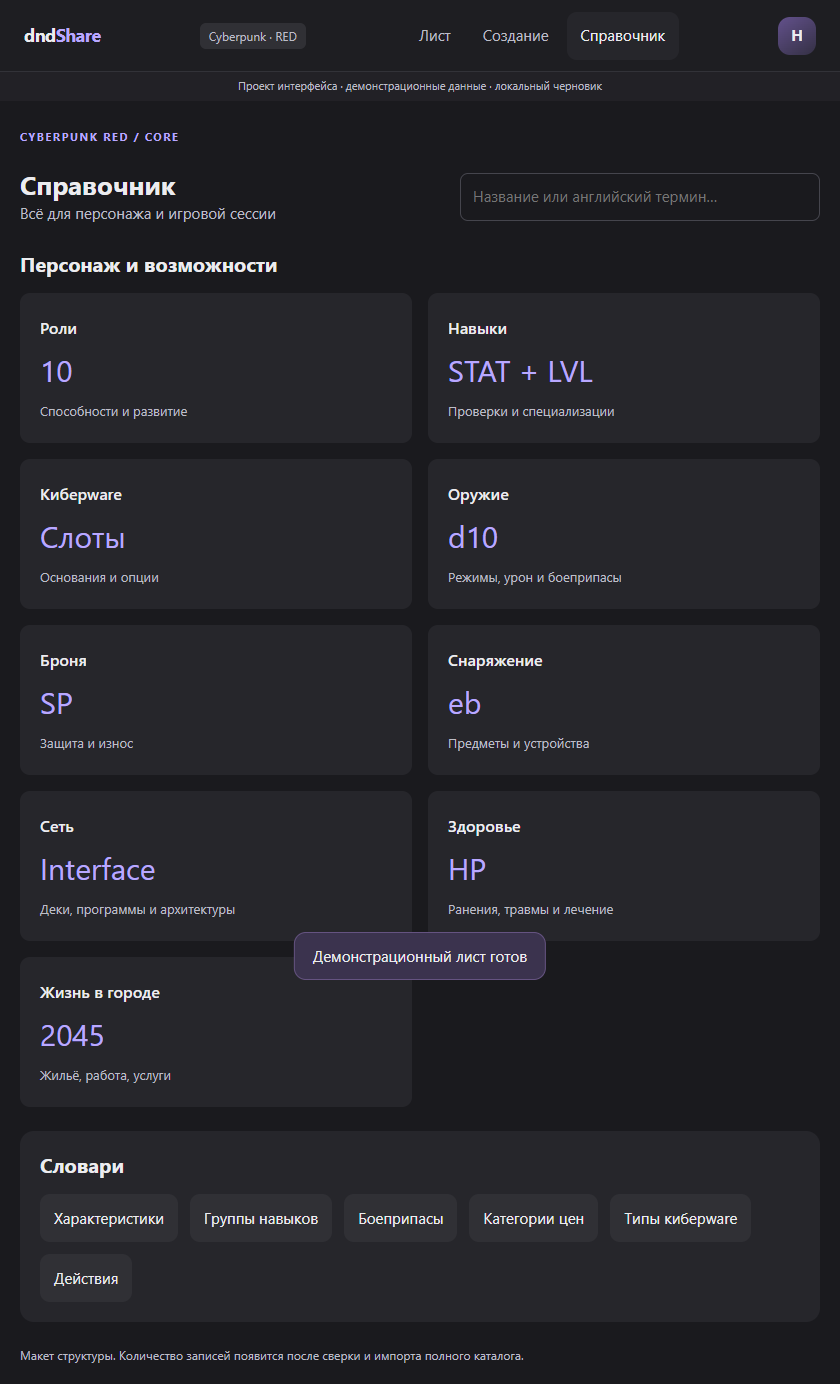 dndShare
Cyberpunk · RED
Лист
Создание
Справочник
H
Проект интерфейса · демонстрационные данные · локальный черновик
CYBERPUNK RED / CORE
Справочник
Всё для персонажа и игровой сессии
Название или английский термин...
Персонаж и возможности
Роли
10
Способности и развитие
Навыки
STAT + LVL
Проверки и специализации
Киберware
Слоты
Основания и опции
Оружие
d10
Режимы, урон и боеприпасы
Броня
SP
Защита и износ
Снаряжение
eb
Предметы и устройства
Сеть
Interface
Деки, программы и архитектуры
Здоровье
HP
Ранения, травмы и лечение
Демонстрационный лист готов
Жизнь в городе
2045
Жильё, работа, услуги
Словари
Характеристики
Группы навыков
Боеприпасы
Категории цен
Типы киберware
Действия
Макет структуры. Количество записей появится после сверки и импорта полного каталога.